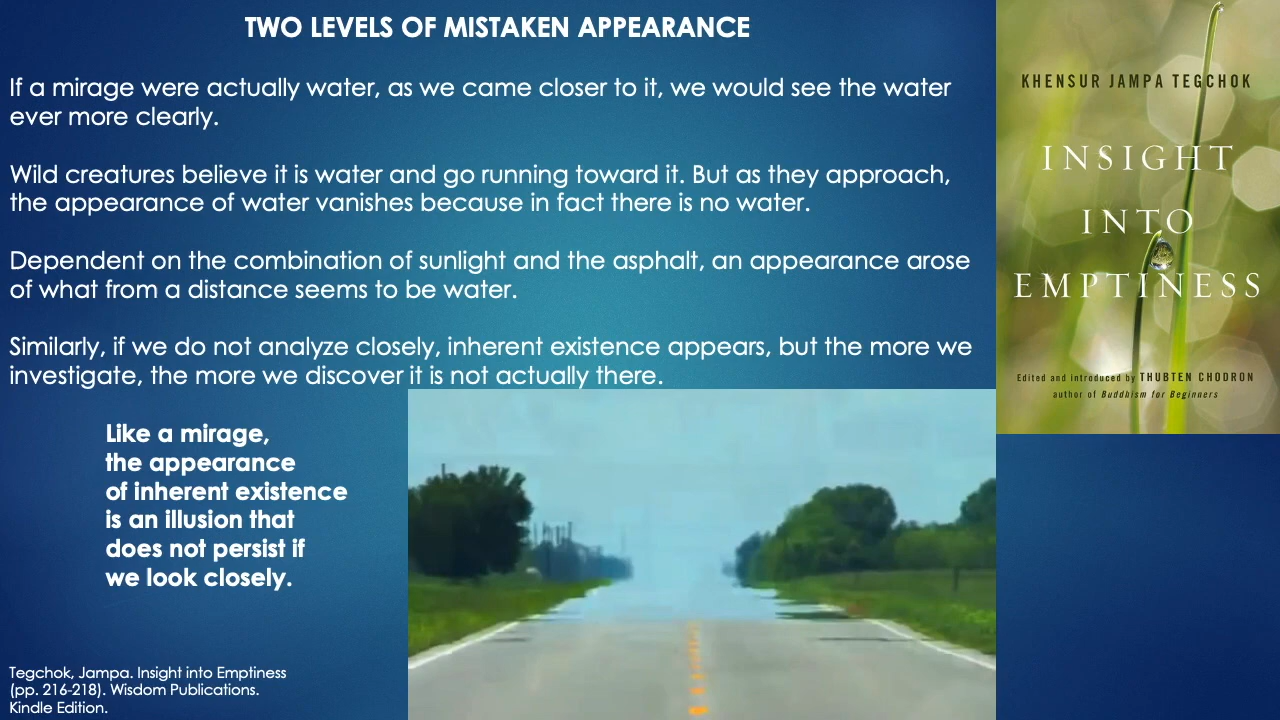 TWO LEVELS OF MISTAKEN APPEARANCE
If a mirage were actually water, as we came closer to it, we would see the water
ever more clearly.
Wild creatures believe it is water and go running toward it. But as they approach,
the appearance of water vanishes because in fact there is no water.
Dependent on the combination of sunlight and the asphalt, an appearance arose
of what from a distance seems to be water.
Similarly, if we do not analyze closely, inherent existence appears, but the more we
investigate, the more we discover it is not actually there.
Like a mirage,
the appearance
of inherent existence
is an illusion that
does not persist if
we look closely.
Tegchok, Jampa. Insight into Emptiness
(pp. 216-218). Wisdom Publications.
Kindle Edition.
KHENSUR JAMPA TEGCHOK
INSIGHT
INTO
EMPTINESS
Edited and introduced by THUBTEN CHODRON
author of Buddhism for Beginners